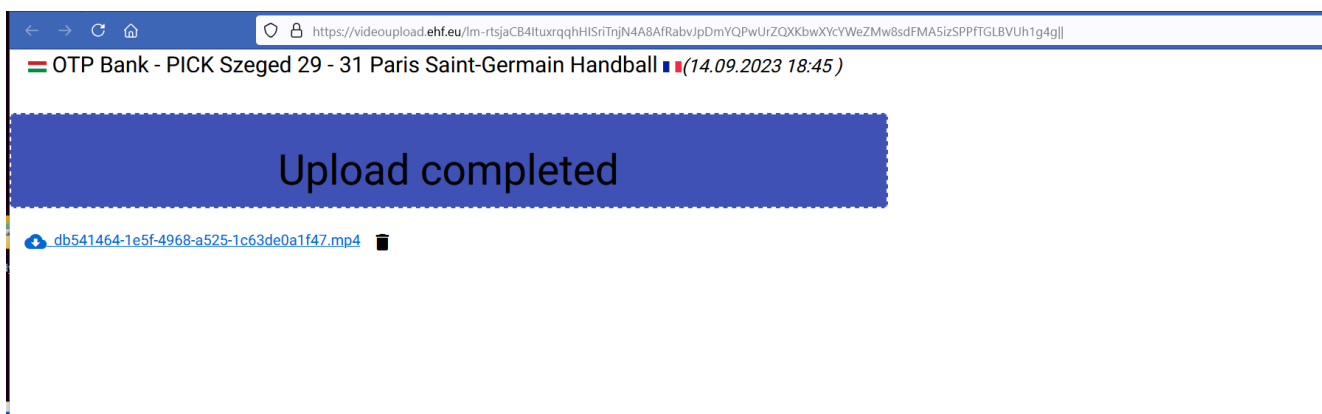 https://videoupload.ehf.eu/Im-rtsjaCB4ItuxrqqhHISriTnjN4A8AfRabvJpDmYQPwUrZQXKbwXYcYWeZMw8sdFMA5izSPPfTGLBVUh1g4g||
OTP Bank - PICK Szeged 29 - 31 Paris Saint-Germain Handball (14.09.2023 18:45 )
Upload completed
db541464-1e5f-4968-a525-1c63de0a1f47.mp4